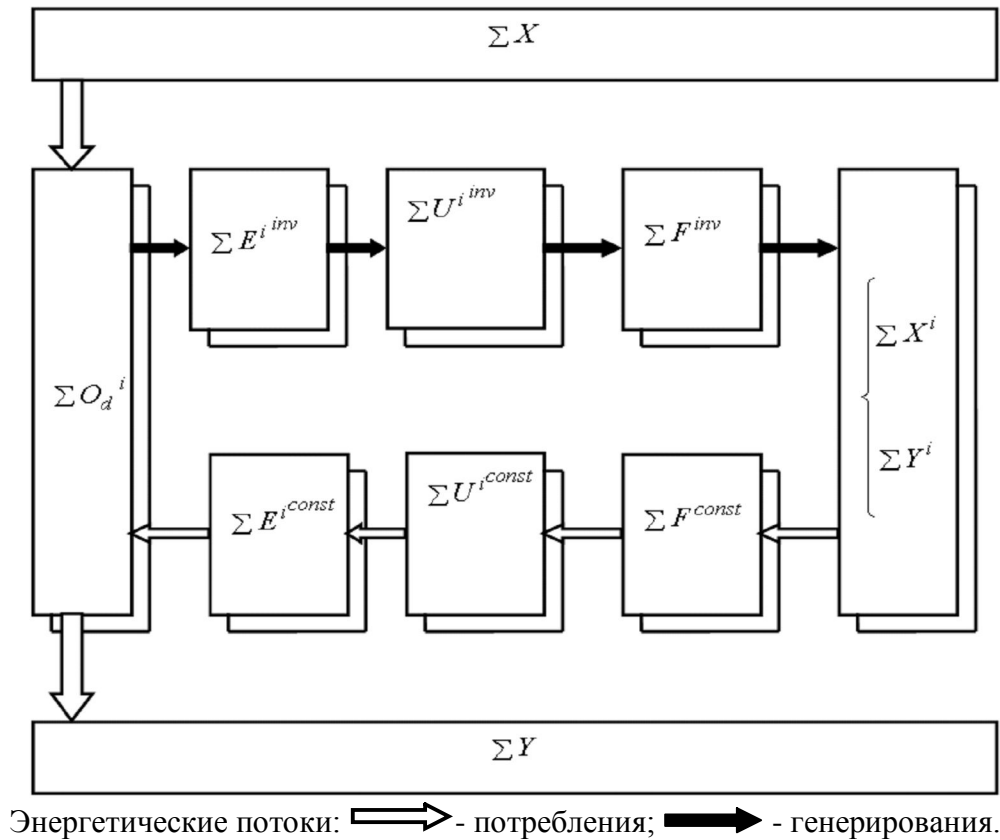 ∑ X
∑ E^{i^{inv}}
∑ U^{i^{inv}}
∑ F^{inv}
∑ X^i
∑ O_d^i
∑ Y^i
∑ E^{i^{const}}
∑ U^{i^{const}}
∑ F^{const}
∑ Y
Энергетические потоки: - потребления; - генерирования.